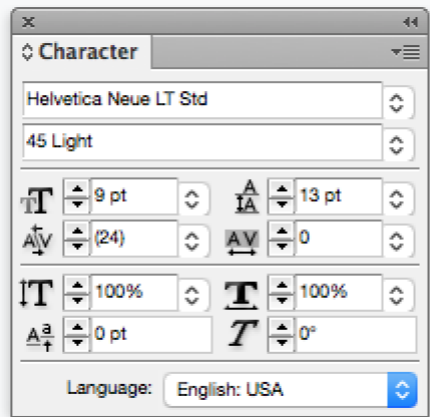 Character
Helvetica Neue LT Std
45 Light
9 pt 13 pt
(24) 0
100% 100%
0 pt 0°
Language: English: USA